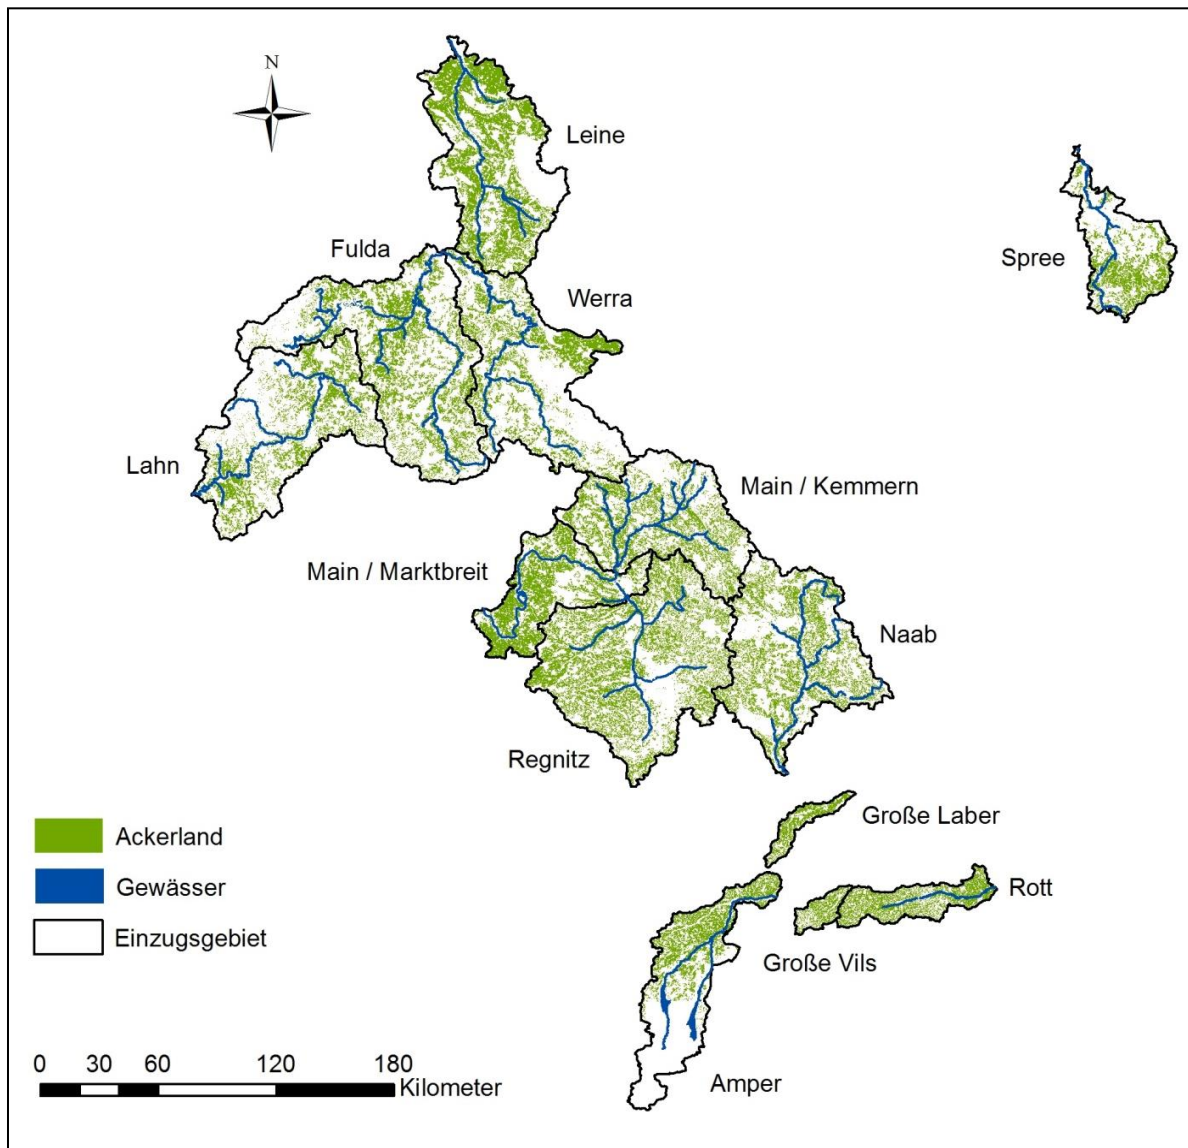 N
Leine
Fulda
Spree
Werra
Lahn
Main / Kemmern
Main / Marktbreit
Naab
Regnitz
Große Laber
Ackerland
Gewässer
Rott
Einzugsgebiet
Große Vils
0 30 60 120 180
Kilometer
Amper